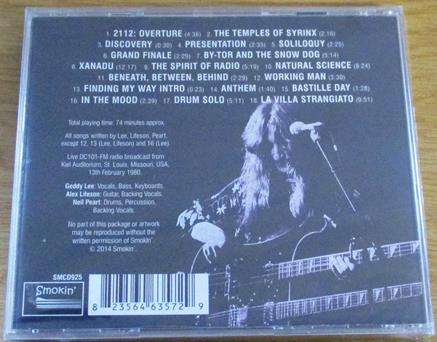 1 2112: OVERTURE (4:36) 2 THE TEMPLES OF SYRINX (2:16)
3 DISCOVERY (0:30) 4 PRESENTATION (2:33) 5 SOLILOQUY (2:25)
6 GRAND FINALE (2:29) 7 BY-TOR AND THE SNOW DOG (5:14)
8 XANADU (12:17) 9 THE SPIRIT OF RADIO (5:15) 10 NATURAL SCIENCE (8:24)
11 BENEATH, BETWEEN, BEHIND (2:29) 12 WORKING MAN (3:30)
13 FINDING MY WAY INTRO (0:23) 14 ANTHEM (1:40) 15 BASTILLE DAY (1:28)
16 IN THE MOOD (2:29) 17 DRUM SOLO (5:11) 18 LA VILLA STRANGIATO (9:51)
Total playing time: 74 minutes approx.
All songs written by Lee, Lifeson, Peart,
except 12, 13 (Lee, Lifeson) and 16 (Lee)
Live DC101-FM radio broadcast from
Kiel Auditorium, St. Louis, Missouri, USA,
13th February 1980.
Geddy Lee: Vocals, Bass, Keyboards.
Alex Lifeson: Guitar, Backing Vocals.
Neil Peart: Drums, Percussion,
Backing Vocals.
No part of this package or artwork
may be reproduced without the
written permission of Smokin'.
© 2014 Smokin'.
SMCD925
Smokin'
8 23564 63572 9